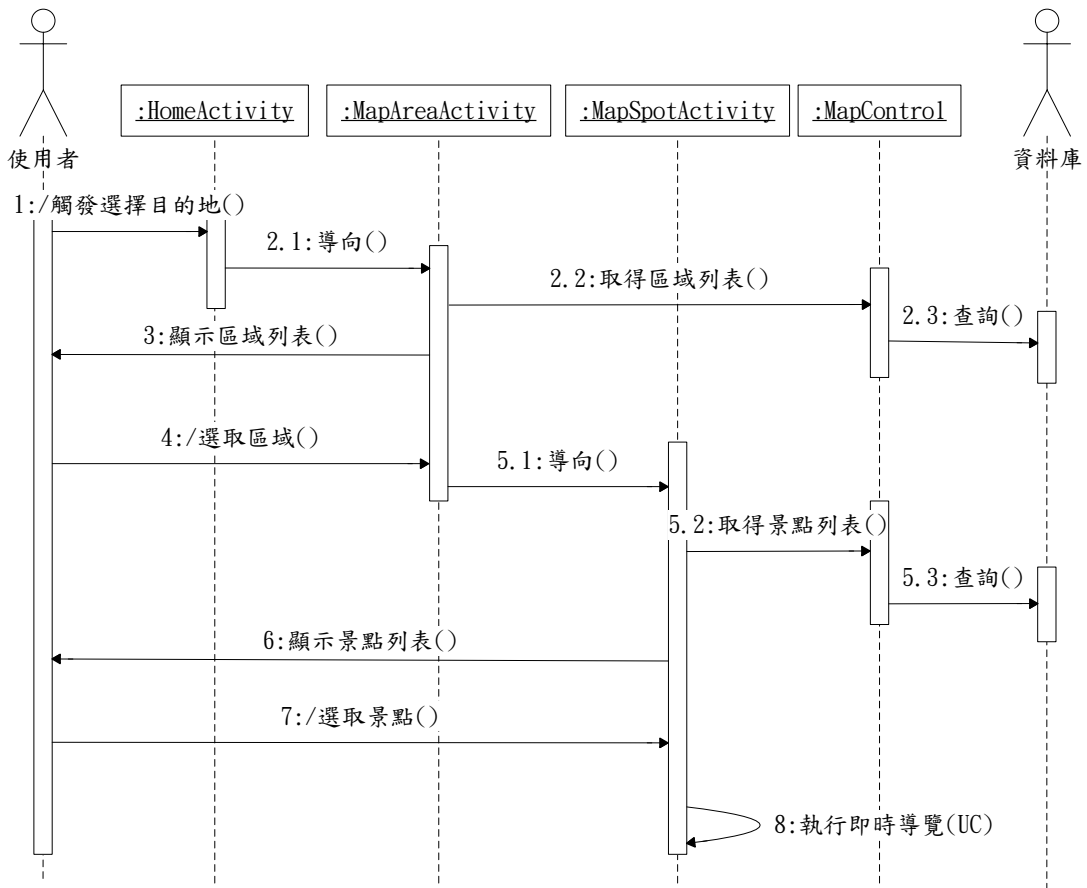 :HomeActivity
:MapAreaActivity
:MapSpotActivity
:MapControl
使用者
資料庫
1:/觸發選擇目的地()
2.1:導向()
2.2:取得區域列表()
2.3:查詢()
3:顯示區域列表()
4:/選取區域()
5.1:導向()
5.2:取得景點列表()
5.3:查詢()
6:顯示景點列表()
7:/選取景點()
8:執行即時導覽(UC)